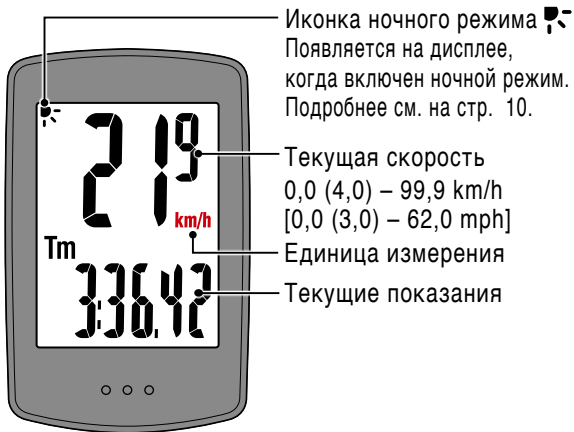 Иконка ночного режима
Появляется на дисплее,
когда включен ночной режим.
Подробнее см. на стр. 10.
219
km/h
Текущая скорость
0,0 (4,0) – 99,9 km/h
[0,0 (3,0) – 62,0 mph]
Единица измерения
Tm
3:36.42
Текущие показания